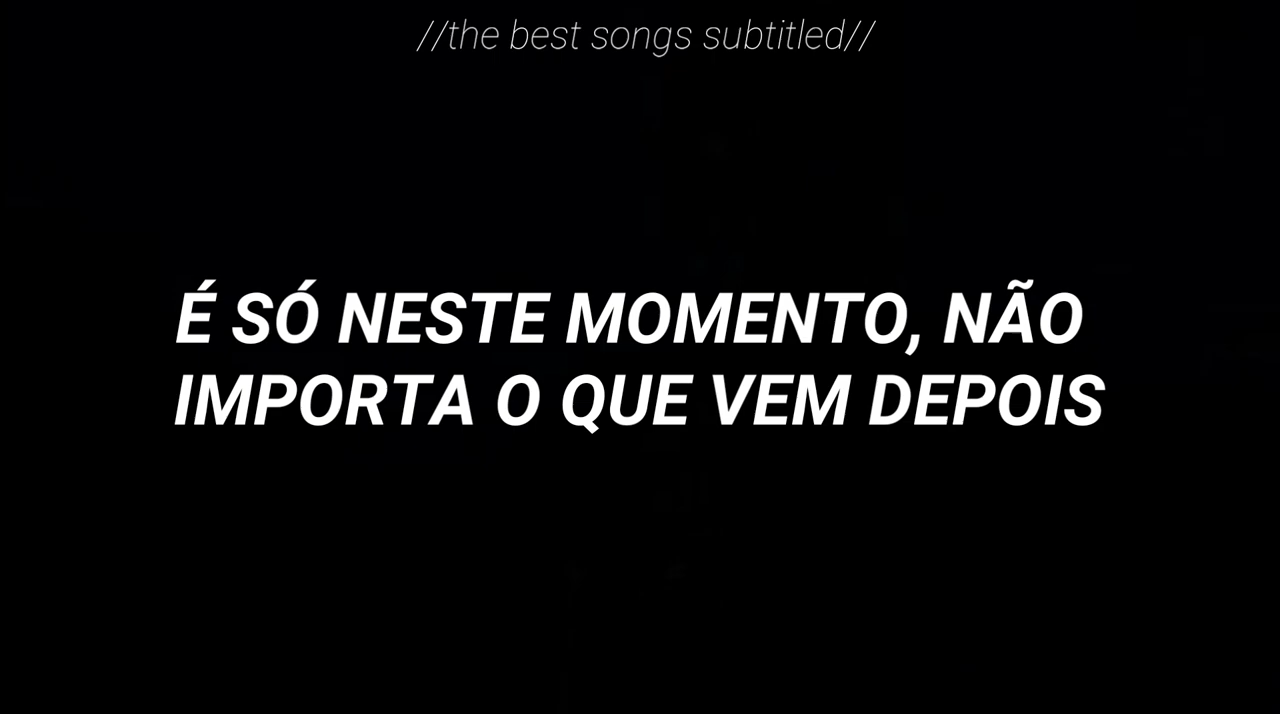 //the best songs subtitled//
É SÓ NESTE MOMENTO, NÃO
IMPORTA O QUE VEM DEPOIS